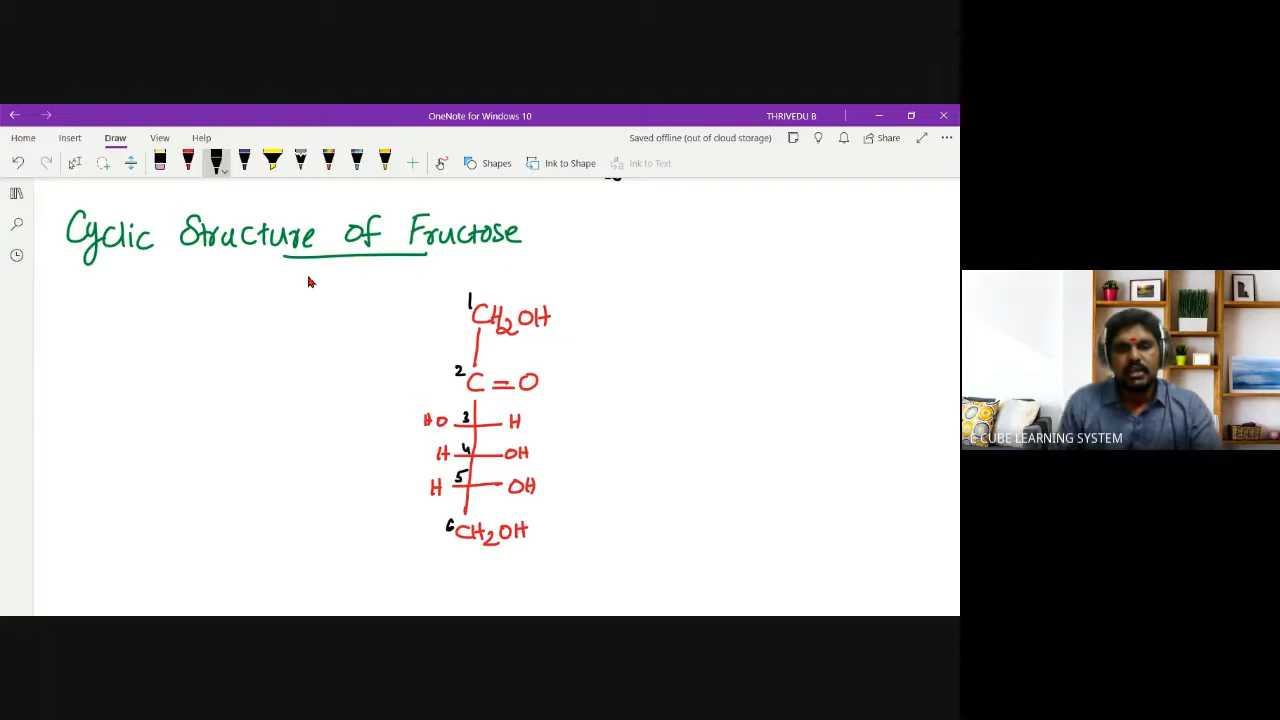 OneNote for Windows 10
THRIVEDU B
Home Insert Draw View Help
Saved offline (out of cloud storage)
Share
Shapes
Ink to Shape
Ink to Text
Cyclic Structure of Fructose
1 CH2OH
2 C=O
HO 3 H
H 4 OH
H 5 OH
6 CH2OH
E CUBE LEARNING SYSTEM